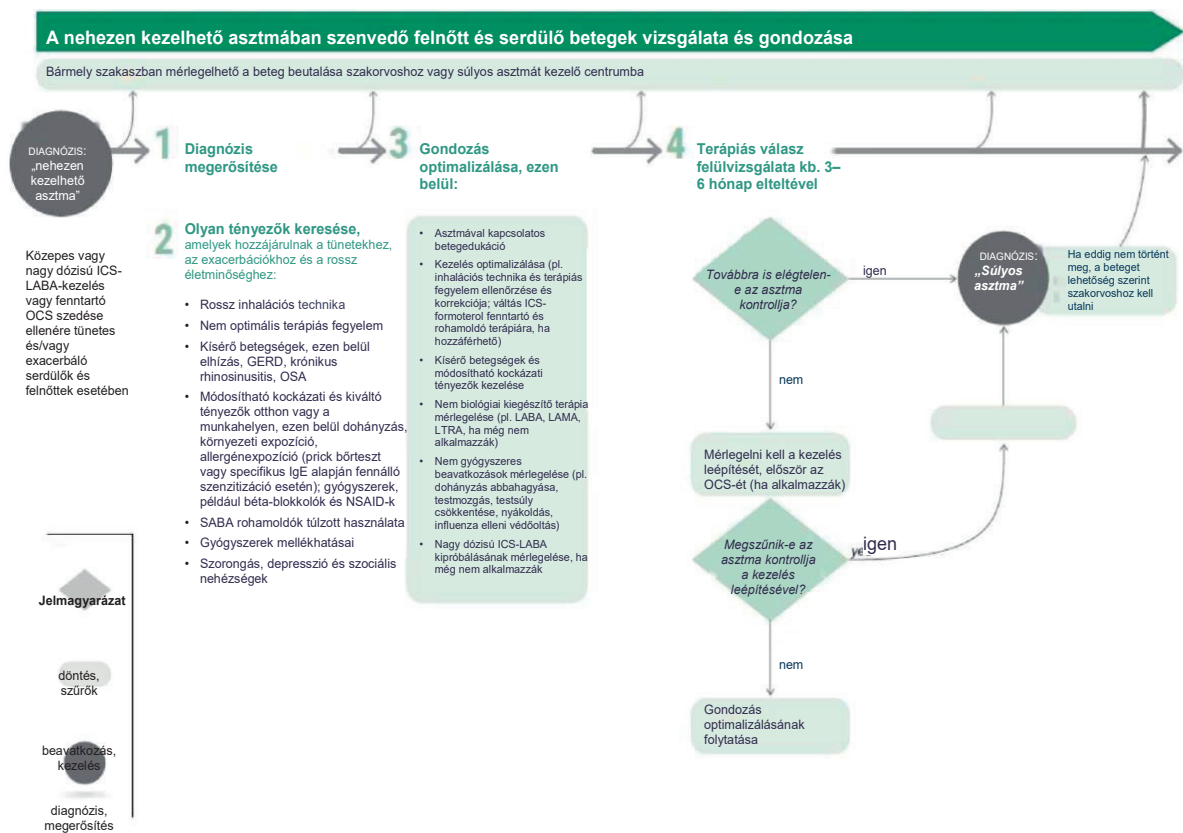 A nehezen kezelhető asztmában szenvedő felnőtt és serdülő betegek vizsgálata és gondozása
Bármely szakaszban mérlegelhető a beteg beutalása szakorvoshoz vagy súlyos asztmát kezelő centrumba
DIAGNÓZIS:
„nehezen
kezelhető
asztma”
Közepes vagy
nagy dózisú ICS-
LABA-kezelés
vagy fenntartó
OCS szedése
ellenére tünetes
és/vagy
exacerbáló
serdülők és
felnőttek esetében
1 Diagnózis
megerősítése
2 Olyan tényezők keresése,
amelyek hozzájárulnak a tünetekhez,
az exacerbációkhoz és a rossz
életminőséghez:
• Rossz inhalációs technika
• Nem optimális terápiás fegyelem
• Kísérő betegségek, ezen belül
elhízás, GERD, krónikus
rhinosinusitis, OSA
• Módosítható kockázati és kiváltó
tényezők otthon vagy a
munkahelyen, ezen belül dohányzás,
környezeti expozíció,
allergénexpozíció (prick bőrteszt
vagy specifikus IgE alapján fennálló
szenzitizáció esetén); gyógyszerek,
például béta-blokkolók és NSAID-k
• SABA rohamoldók túlzott használata
• Gyógyszerek mellékhatásai
• Szorongás, depresszió és szociális
nehézségek
3 Gondozás
optimalizálása, ezen
belül:
• Asztmával kapcsolatos
betegedukáció
• Kezelés optimalizálása (pl.
inhalációs technika és terápiás
fegyelem ellenőrzése és
korrekciója; váltás ICS-
formoterol fenntartó és
rohamoldó terápiára, ha
hozzáférhető)
• Kísérő betegségek és
módosítható kockázati
tényezők kezelése
• Nem biológiai kiegészítő terápia
mérlegelése (pl. LABA, LAMA,
LTRA, ha még nem
alkalmazzák)
• Nem gyógyszeres
beavatkozások mérlegelése (pl.
dohányzás abbahagyása,
testmozgás, testsúly
csökkentése, nyákoldás,
influenza elleni védőoltás)
• Nagy dózisú ICS-LABA
kipróbálásának mérlegelése, ha
még nem alkalmazzák
4 Terápiás válasz
felülvizsgálata kb. 3–
6 hónap elteltével
Továbbra is elégtelen-
e az asztma
kontrollja?
igen
nem
DIAGNÓZIS:
„Súlyos
asztma”
Ha eddig nem történt
meg, a beteget
lehetőség szerint
szakorvoshoz kell
utalni
Mérlegelni kell a kezelés
leépítését, először az
OCS-ét (ha alkalmazzák)
Megszűnik-e az
asztma kontrollja
a kezelés
leépítésével?
ye igen
nem
Gondozás
optimalizálásának
folytatása
Jelmagyarázat
döntés,
szűrők
beavatkozás,
kezelés
diagnózis,
megerősítés